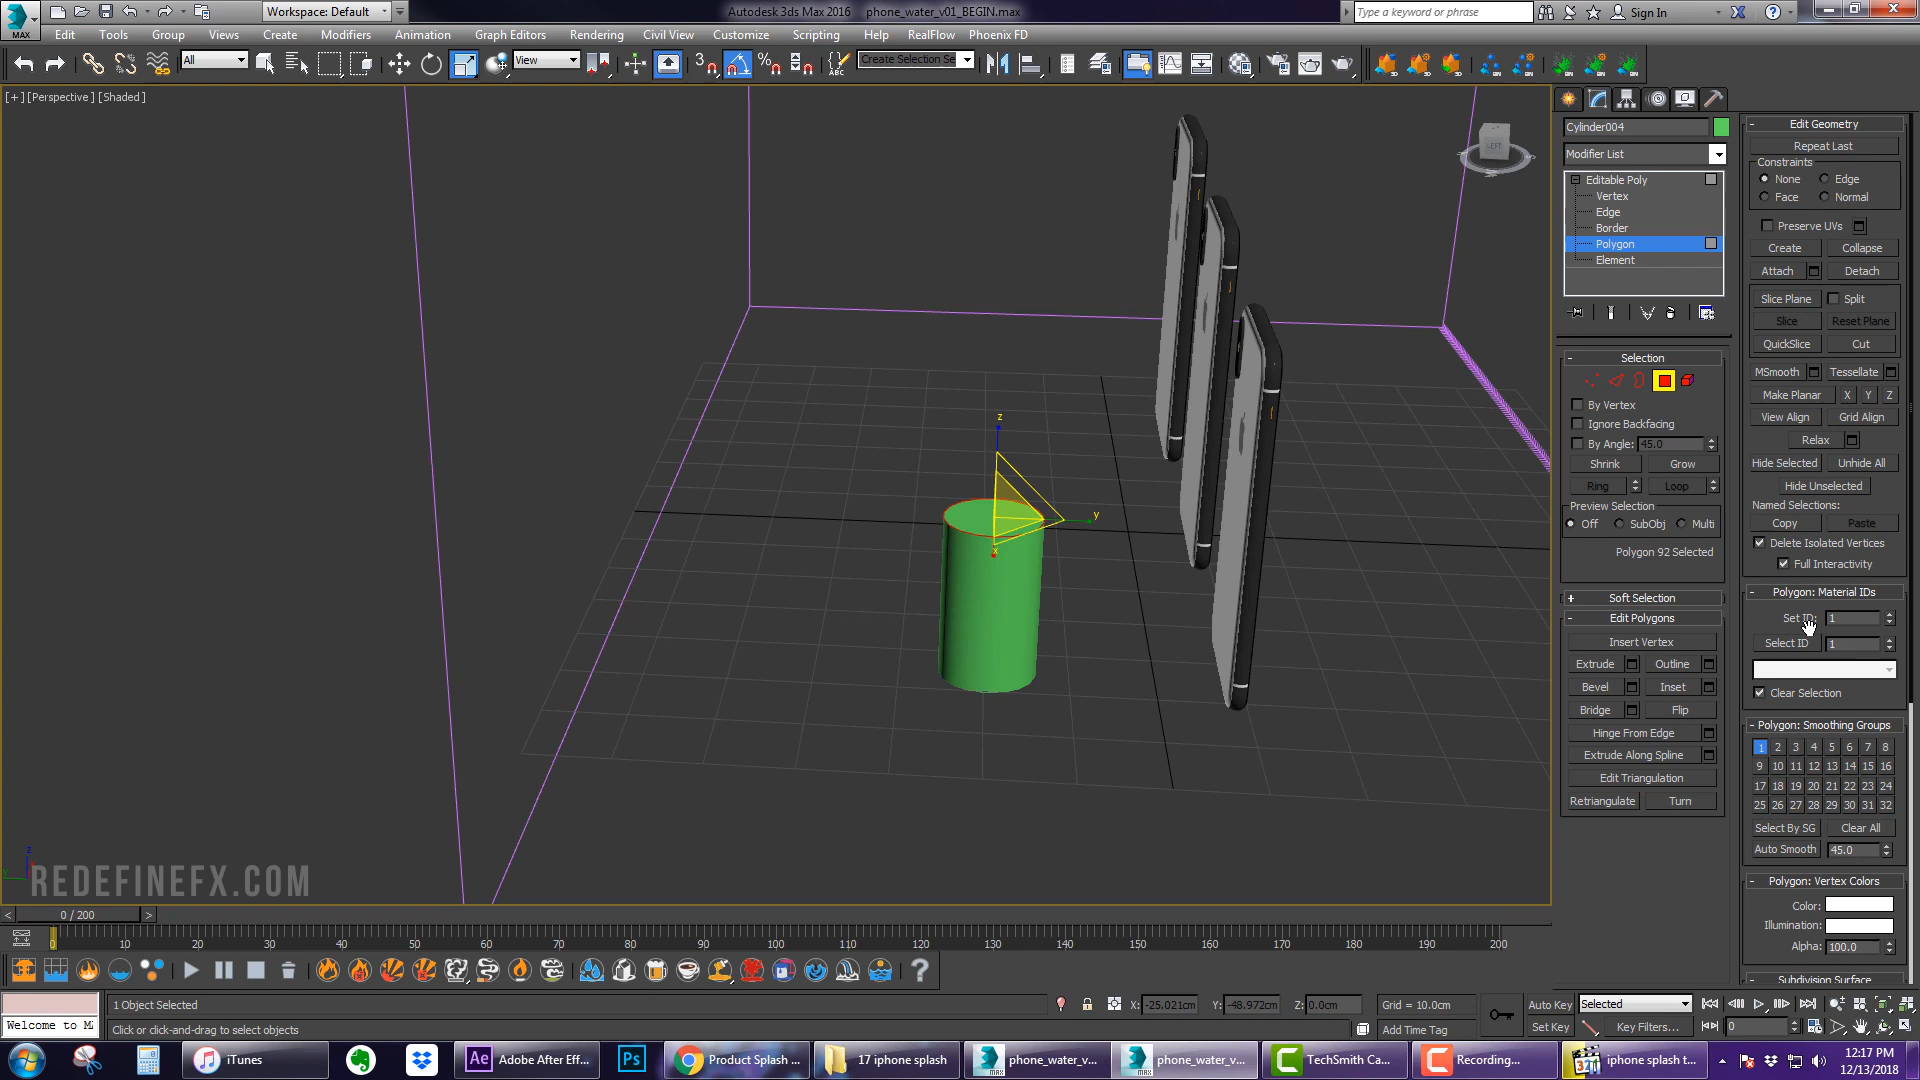 MAX
Workspace: Default
Autodesk 3ds Max 2016 phone_water_v01_BEGIN.max
Type a keyword or phrase
Sign In
Edit Tools Group Views Create Modifiers Animation Graph Editors Rendering Civil View Customize Scripting Help RealFlow Phoenix FD
All
View
3
Create Selection Se
[+] [Perspective] [Shaded]
LEFT
z
y
x
Cylinder004
Modifier List
Editable Poly
Vertex
Edge
Border
Polygon
Element
Selection
By Vertex
Ignore Backfacing
By Angle: 45.0
Shrink Grow
Ring Loop
Preview Selection
Off SubObj Multi
Polygon 92 Selected
Soft Selection
Edit Polygons
Insert Vertex
Extrude Outline
Bevel Inset
Bridge Flip
Hinge From Edge
Extrude Along Spline
Edit Triangulation
Retriangulate Turn
Edit Geometry
Repeat Last
Constraints
None Edge
Face Normal
Preserve UVs
Create Collapse
Attach Detach
Slice Plane Split
Slice Reset Plane
QuickSlice Cut
MSmooth Tessellate
Make Planar X Y Z
View Align Grid Align
Relax
Hide Selected Unhide All
Hide Unselected
Named Selections:
Copy Paste
Delete Isolated Vertices
Full Interactivity
Polygon: Material IDs
Set ID: 1
Select ID 1
Clear Selection
Polygon: Smoothing Groups
1 2 3 4 5 6 7 8
9 10 11 12 13 14 15 16
17 18 19 20 21 22 23 24
25 26 27 28 29 30 31 32
Select By SG Clear All
Auto Smooth 45.0
Polygon: Vertex Colors
Color:
Illumination:
Alpha: 100.0
Subdivision Surface
z
REDEFINEFX.COM
< 0 / 200 >
0 10 20 30 40 50 60 70 80 90 100 110 120 130 140 150 160 170 180 190 200
1 Object Selected
X: -25.021cm Y: -48.972cm Z: 0.0cm Grid = 10.0cm
Auto Key Selected
Welcome to M
Click or click-and-drag to select objects
Add Time Tag
Set Key Key Filters... 0
iTunes
Ae Adobe After Eff...
Ps
Product Splash ...
17 iphone splash
phone_water_v...
phone_water_v...
TechSmith Ca...
Recording...
iphone splash t...
12:17 PM
12/13/2018